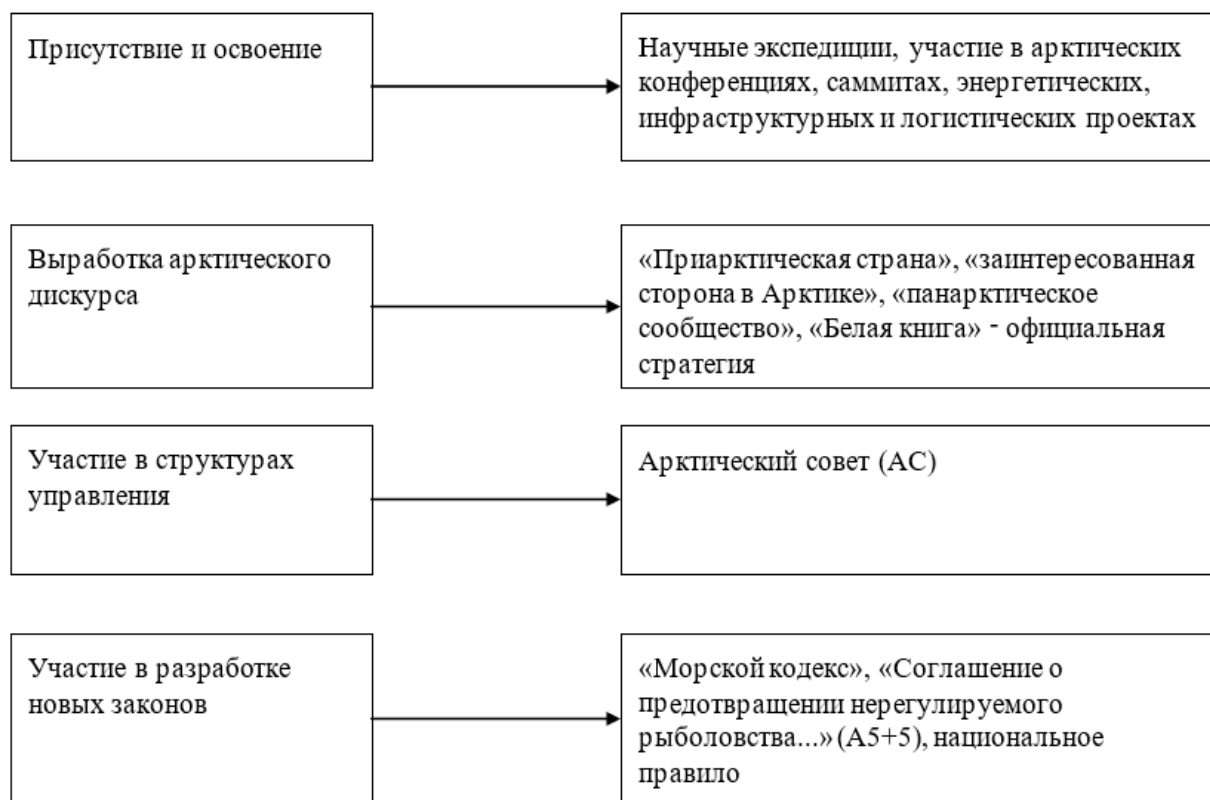 Присутствие и освоение
Научные экспедиции, участие в арктических
конференциях, саммитах, энергетических,
инфраструктурных и логистических проектах
Выработка арктического
дискурса
«Приарктическая страна», «заинтересованная
сторона в Арктике», «панарктическое
сообщество», «Белая книга» - официальная
стратегия
Участие в структурах
управления
Арктический совет (АС)
Участие в разработке
новых законов
«Морской кодекс», «Соглашение о
предотвращении нерегулируемого
рыболовства...» (А5+5), национальное
правило